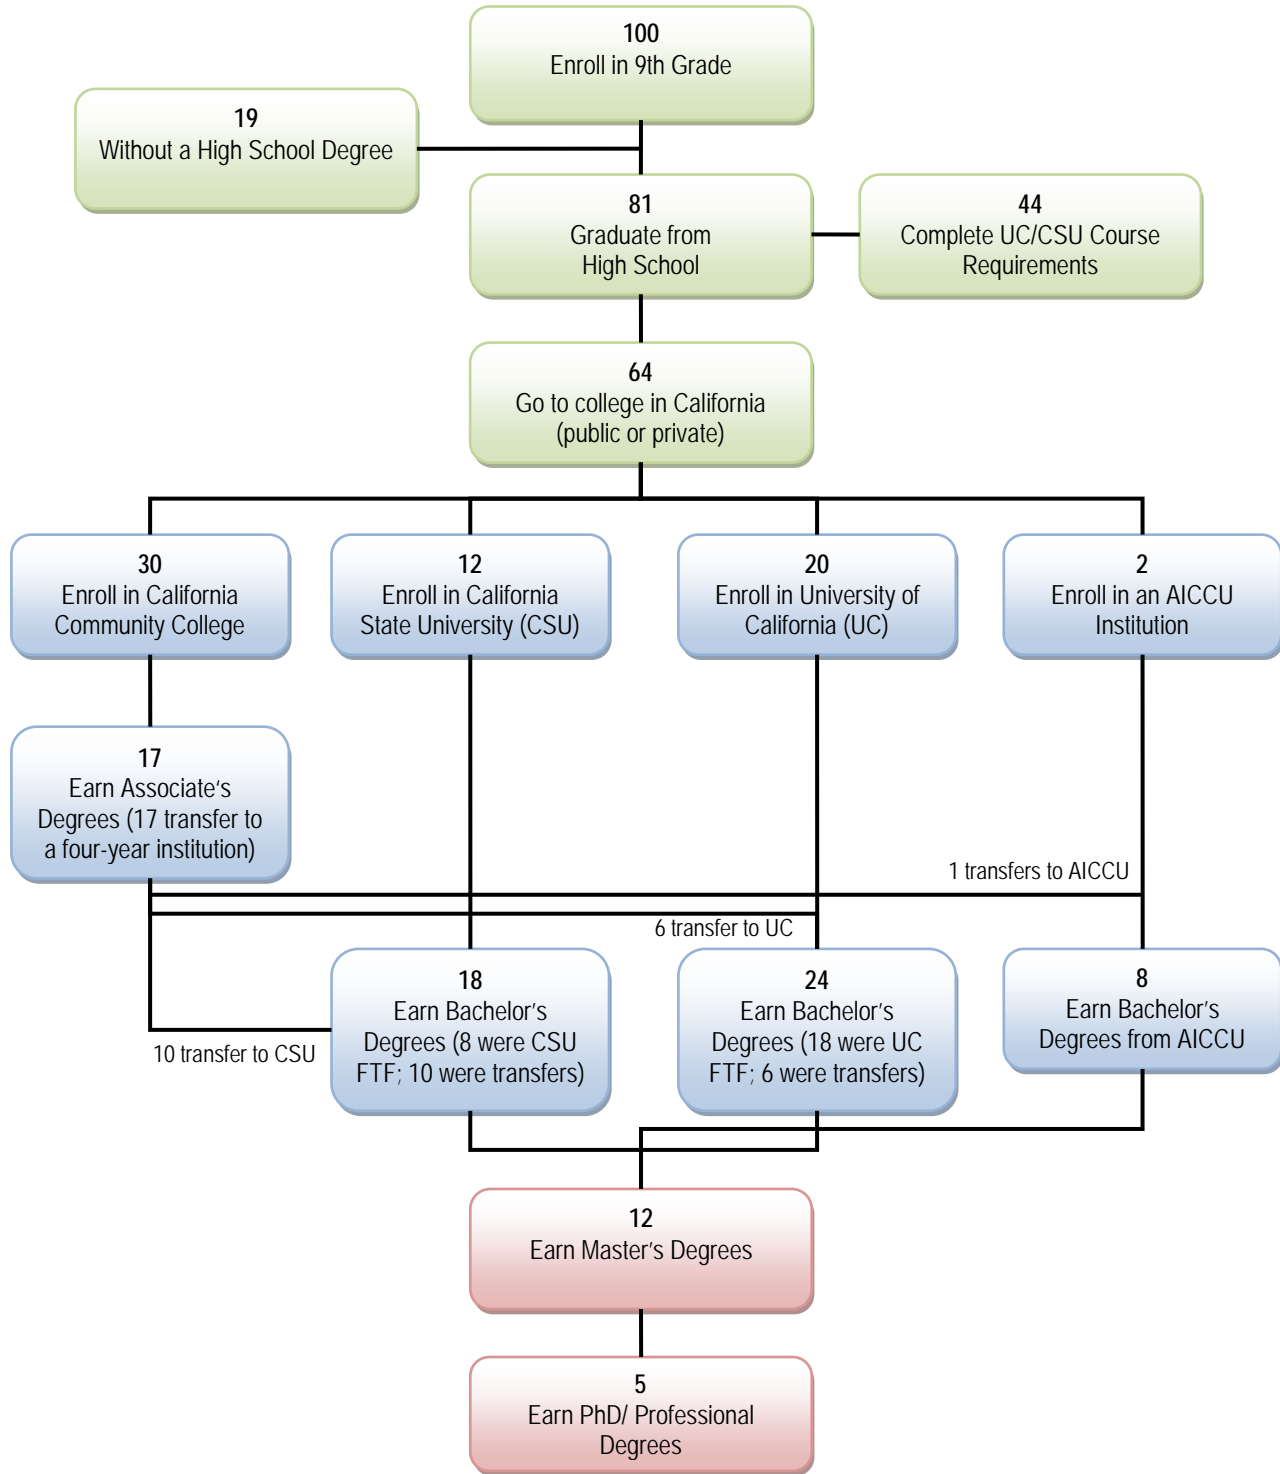 100
Enroll in 9th Grade
19
Without a High School Degree
81
Graduate from
High School
44
Complete UC/CSU Course
Requirements
64
Go to college in California
(public or private)
30
Enroll in California
Community College
12
Enroll in California
State University (CSU)
20
Enroll in University of
California (UC)
2
Enroll in an AICCU
Institution
17
Earn Associate's
Degrees (17 transfer to
a four-year institution)
1 transfers to AICCU
6 transfer to UC
10 transfer to CSU
18
Earn Bachelor's
Degrees (8 were CSU
FTF; 10 were transfers)
24
Earn Bachelor's
Degrees (18 were UC
FTF; 6 were transfers)
8
Earn Bachelor's
Degrees from AICCU
12
Earn Master's Degrees
5
Earn PhD/ Professional
Degrees